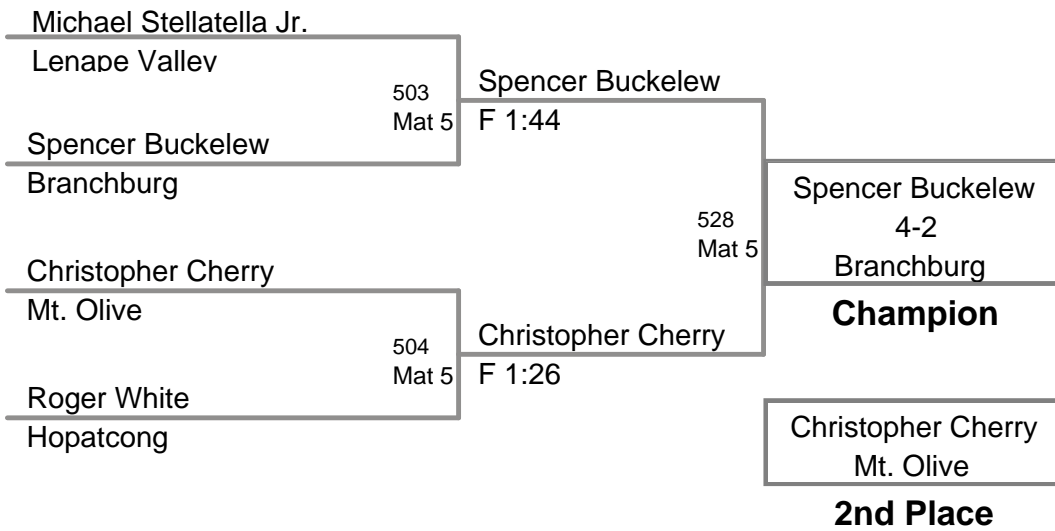 Michael Stellatella Jr.
Lenape Valley
503
Mat 5
Spencer Buckelew
Branchburg
Spencer Buckelew
F 1:44
Christopher Cherry
Mt. Olive
504
Mat 5
Roger White
Hopatcong
Christopher Cherry
F 1:26
528
Mat 5
Spencer Buckelew
4-2
Branchburg
Champion
Christopher Cherry
Mt. Olive
2nd Place